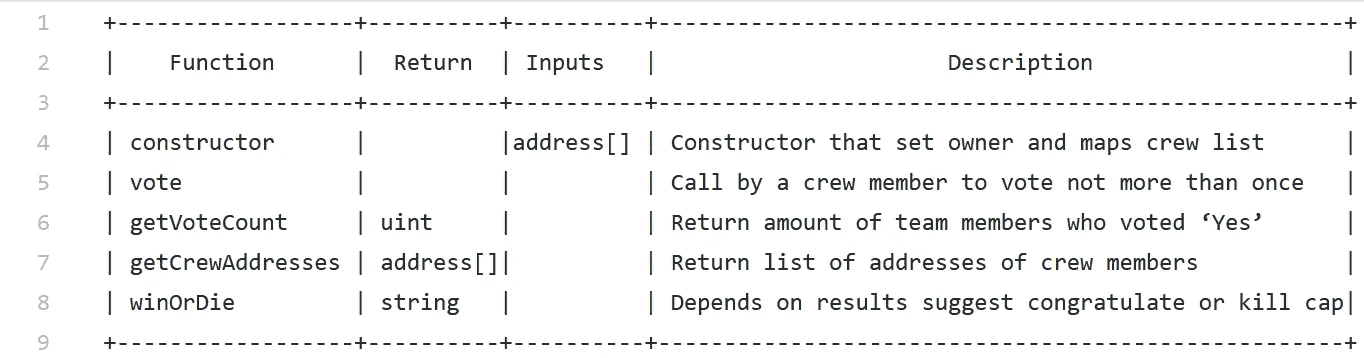 1 +------------------+----------+----------+----------------------------------------------------+
2 |    Function      |  Return  | Inputs   |                      Description                   |
3 +------------------+----------+----------+----------------------------------------------------+
4 | constructor      |          |address[] | Constructor that set owner and maps crew list      |
5 | vote             |          |          | Call by a crew member to vote not more than once   |
6 | getVoteCount     | uint     |          | Return amount of team members who voted ‘Yes’      |
7 | getCrewAddresses | address[]|          | Return list of addresses of crew members           |
8 | winOrDie         | string   |          | Depends on results suggest congratulate or kill cap|
9 +------------------+----------+----------+----------------------------------------------------+